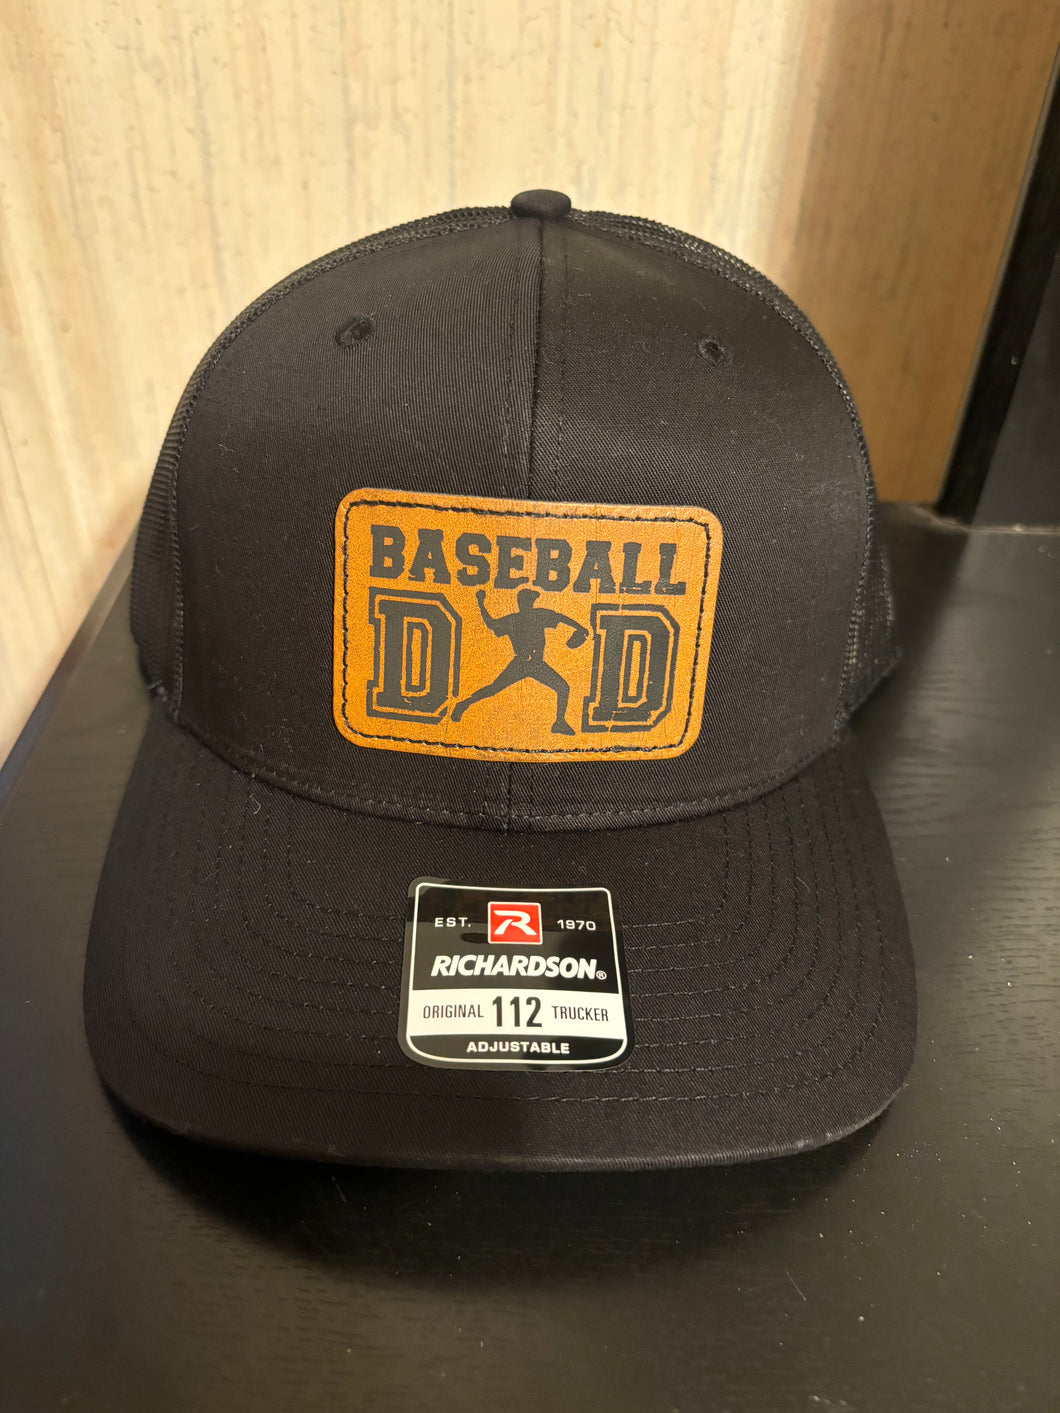 BASEBALL
D D
EST. R 1970
RICHARDSON®
ORIGINAL 112 TRUCKER
ADJUSTABLE